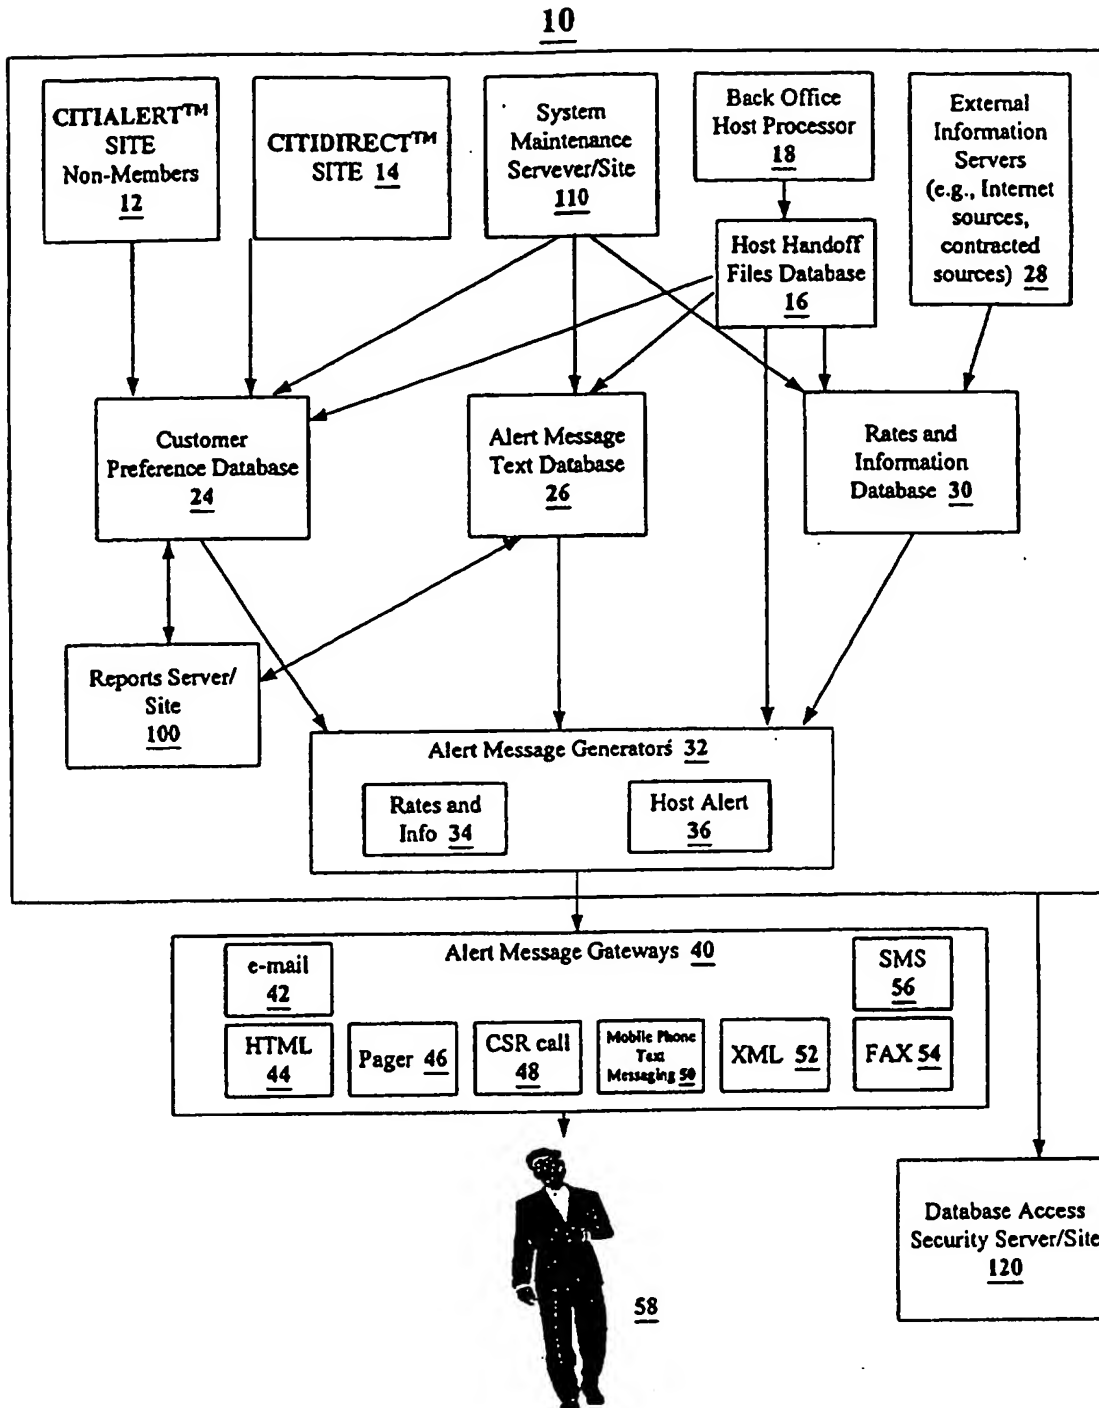 10
CITIALERT™
SITE
Non-Members
12
CITIDIRECT™
SITE 14
System
Maintenance
Servever/Site
110
Back Office
Host Processor
18
External
Information
Servers
(e.g., Internet
sources,
contracted
sources) 28
Host Handoff
Files Database
16
Customer
Preference Database
24
Alert Message
Text Database
26
Rates and
Information
Database 30
Reports Server/
Site
100
Alert Message Generators 32
Rates and
Info 34
Host Alert
36
Alert Message Gateways 40
e-mail
42
SMS
56
HTML
44
Pager 46
CSR call
48
Mobile Phone
Text
Messaging 50
XML 52
FAX 54
Database Access
Security Server/Site
120
58